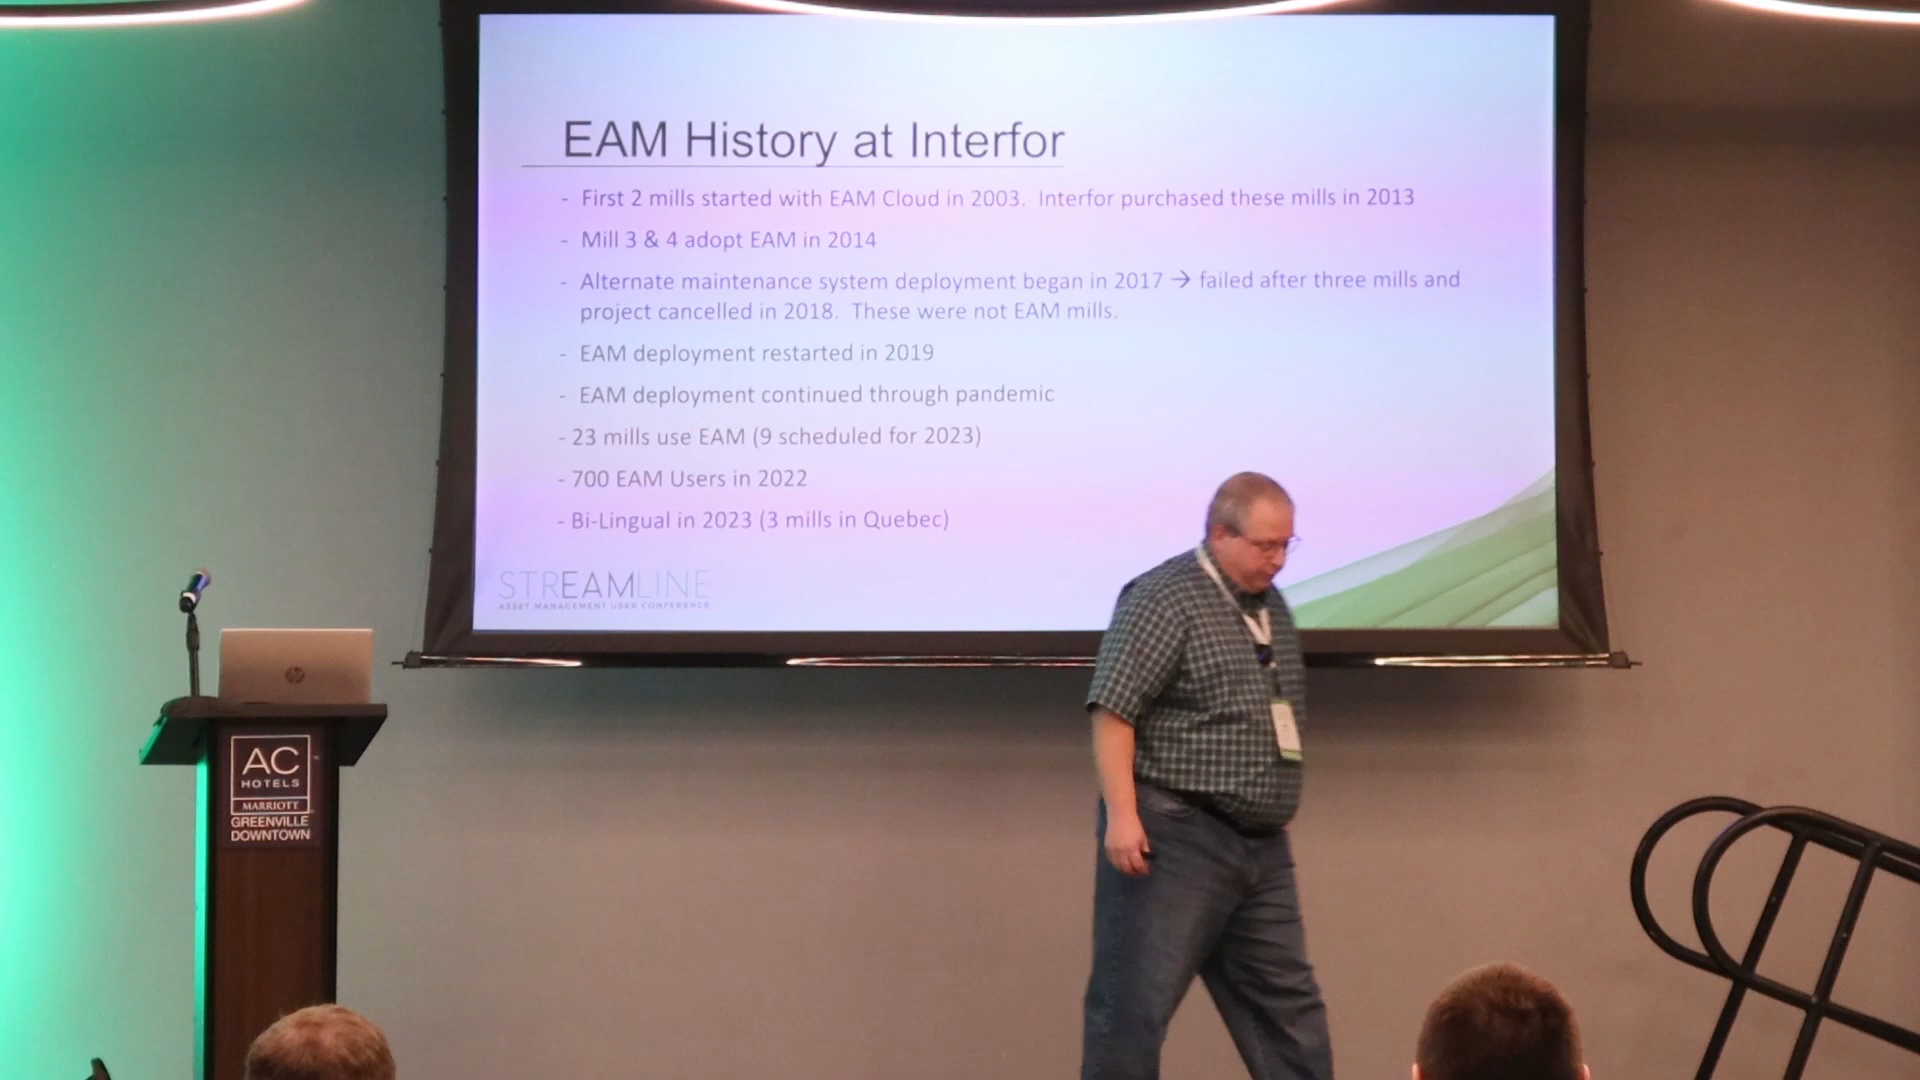 EAM History at Interfor
- First 2 mills started with EAM Cloud in 2003. Interfor purchased these mills in 2013
- Mill 3 & 4 adopt EAM in 2014
- Alternate maintenance system deployment began in 2017 → failed after three mills and
project cancelled in 2018. These were not EAM mills.
- EAM deployment restarted in 2019
- EAM deployment continued through pandemic
- 23 mills use EAM (9 scheduled for 2023)
- 700 EAM Users in 2022
- Bi-Lingual in 2023 (3 mills in Quebec)
STREAMLINE
ASSET MANAGEMENT USER CONFERENCE
hp
AC
HOTELS
MARRIOTT
GREENVILLE
DOWNTOWN